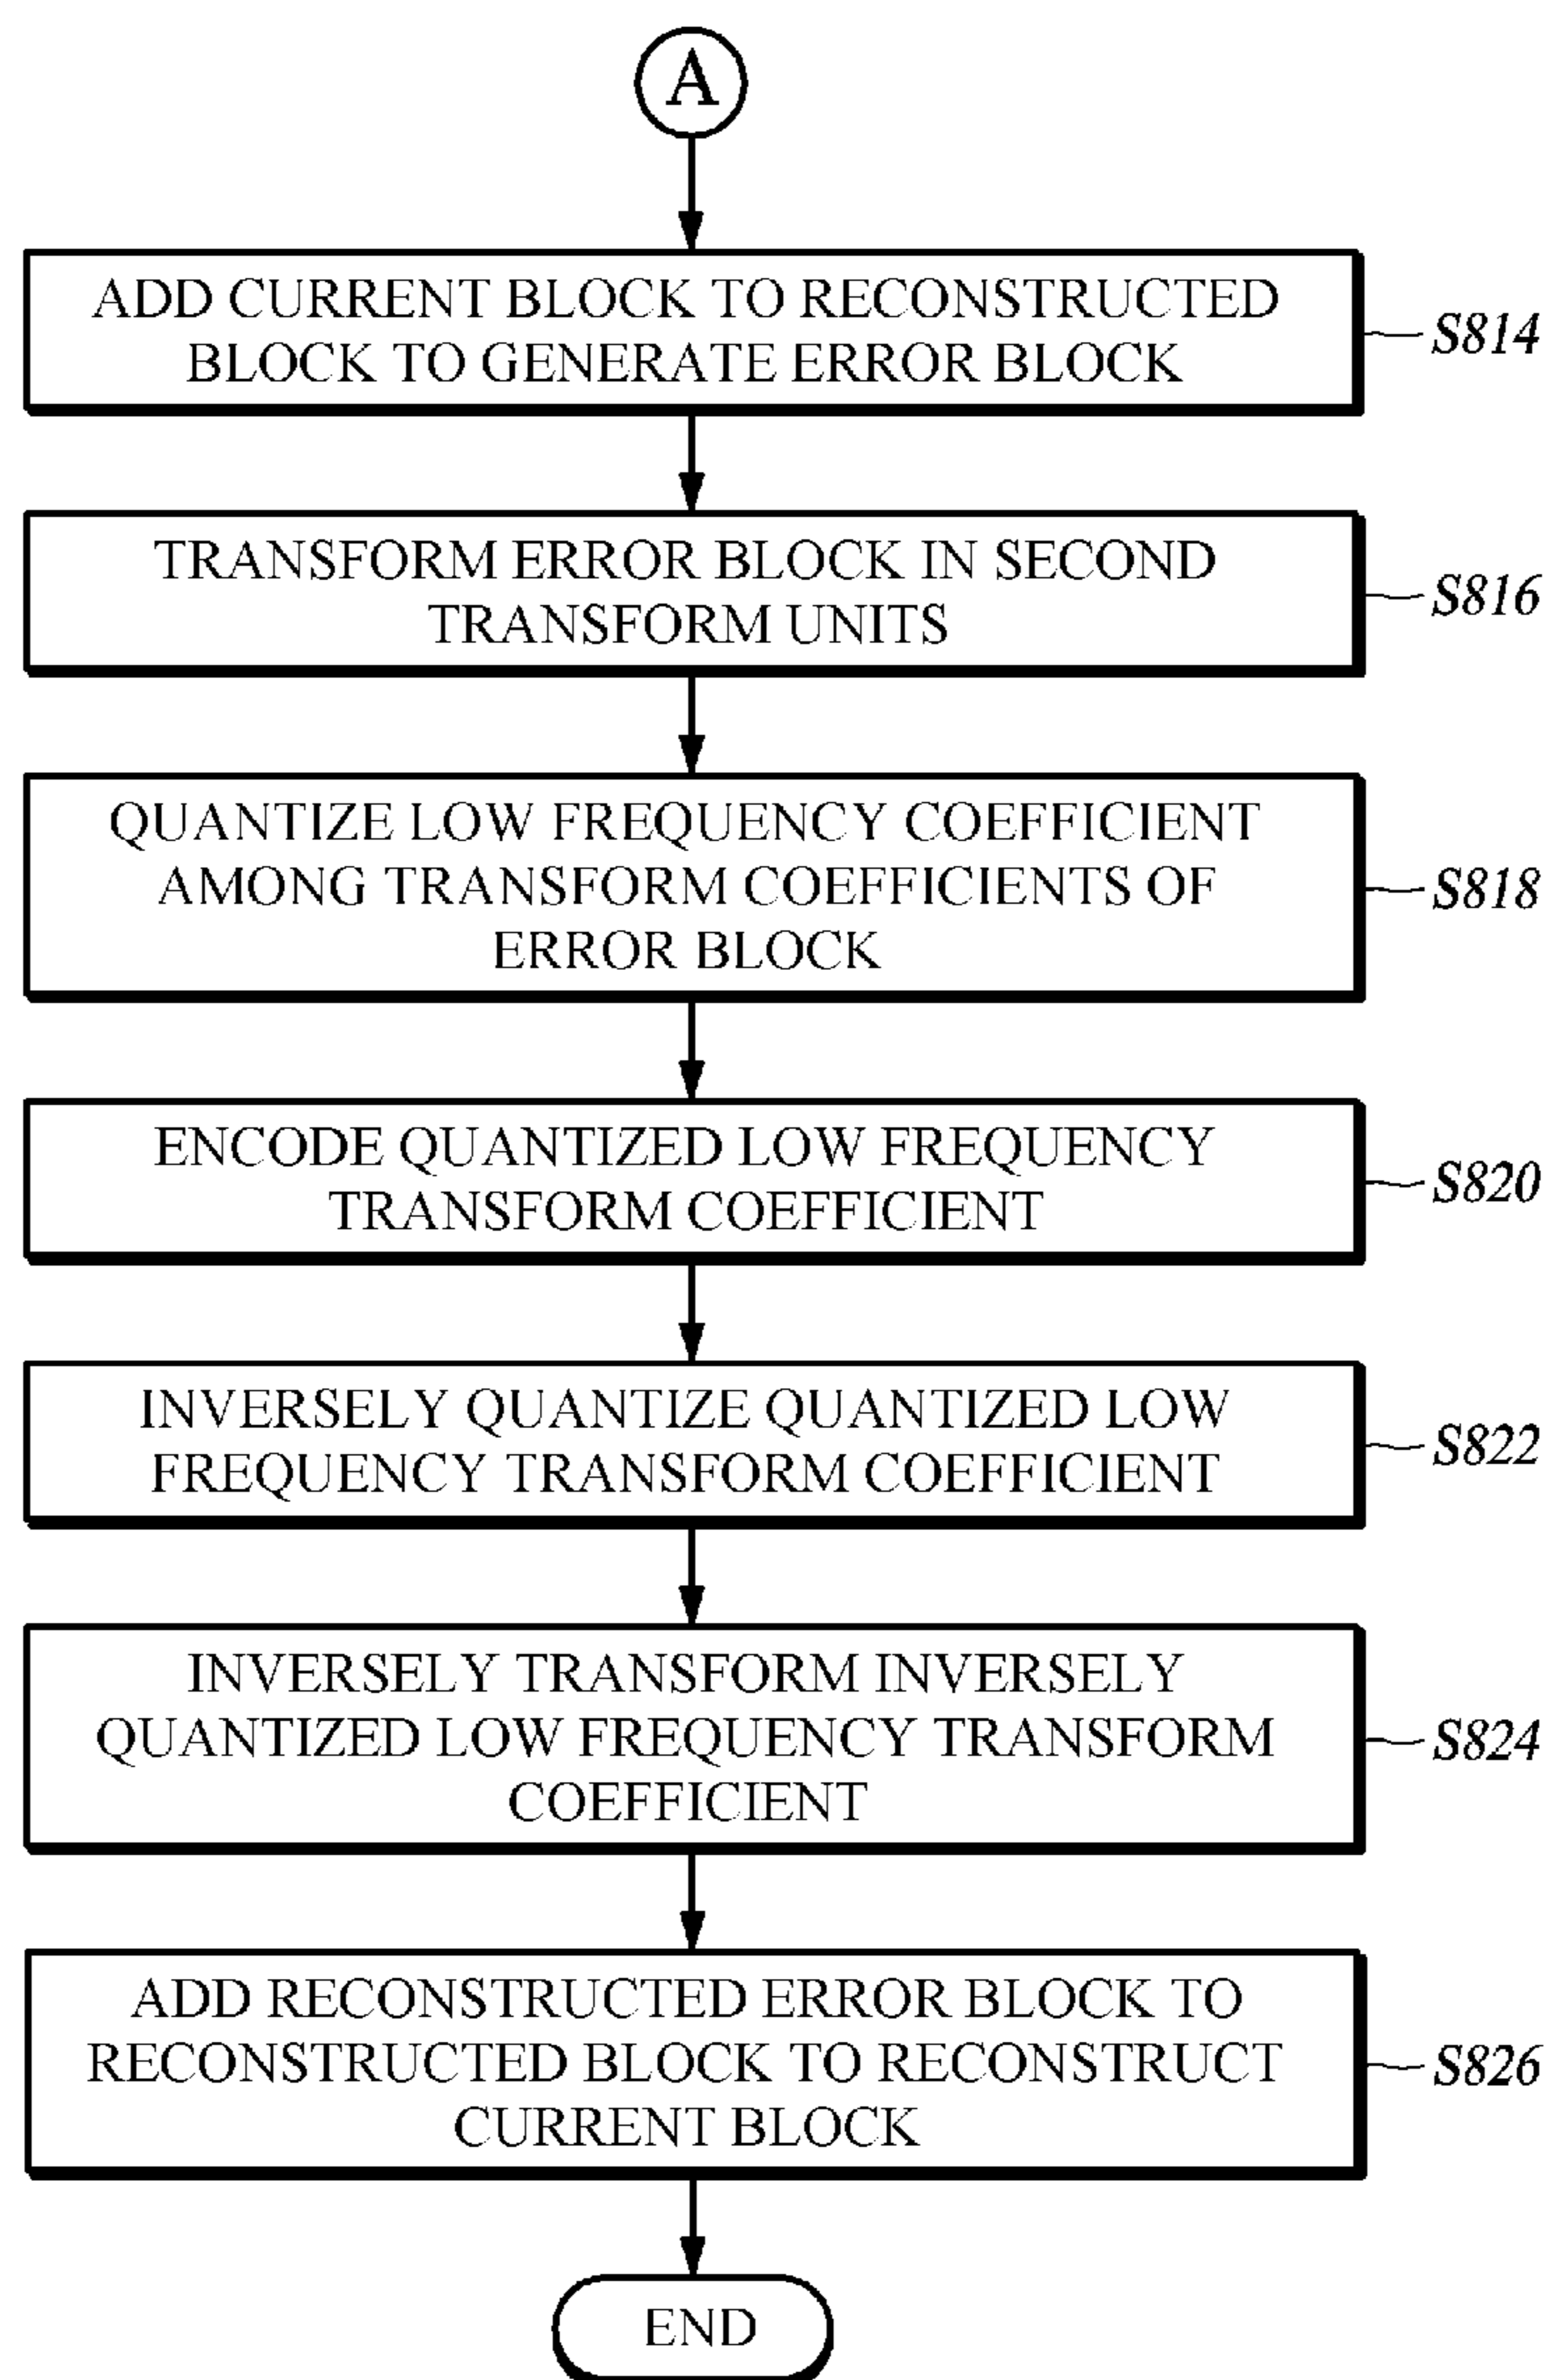 A
ADD CURRENT BLOCK TO RECONSTRUCTED
BLOCK TO GENERATE ERROR BLOCK
S814
TRANSFORM ERROR BLOCK IN SECOND
TRANSFORM UNITS
S816
QUANTIZE LOW FREQUENCY COEFFICIENT
AMONG TRANSFORM COEFFICIENTS OF
ERROR BLOCK
S818
ENCODE QUANTIZED LOW FREQUENCY
TRANSFORM COEFFICIENT
S820
INVERSELY QUANTIZE QUANTIZED LOW
FREQUENCY TRANSFORM COEFFICIENT
S822
INVERSELY TRANSFORM INVERSELY
QUANTIZED LOW FREQUENCY TRANSFORM
COEFFICIENT
S824
ADD RECONSTRUCTED ERROR BLOCK TO
RECONSTRUCTED BLOCK TO RECONSTRUCT
CURRENT BLOCK
S826
END